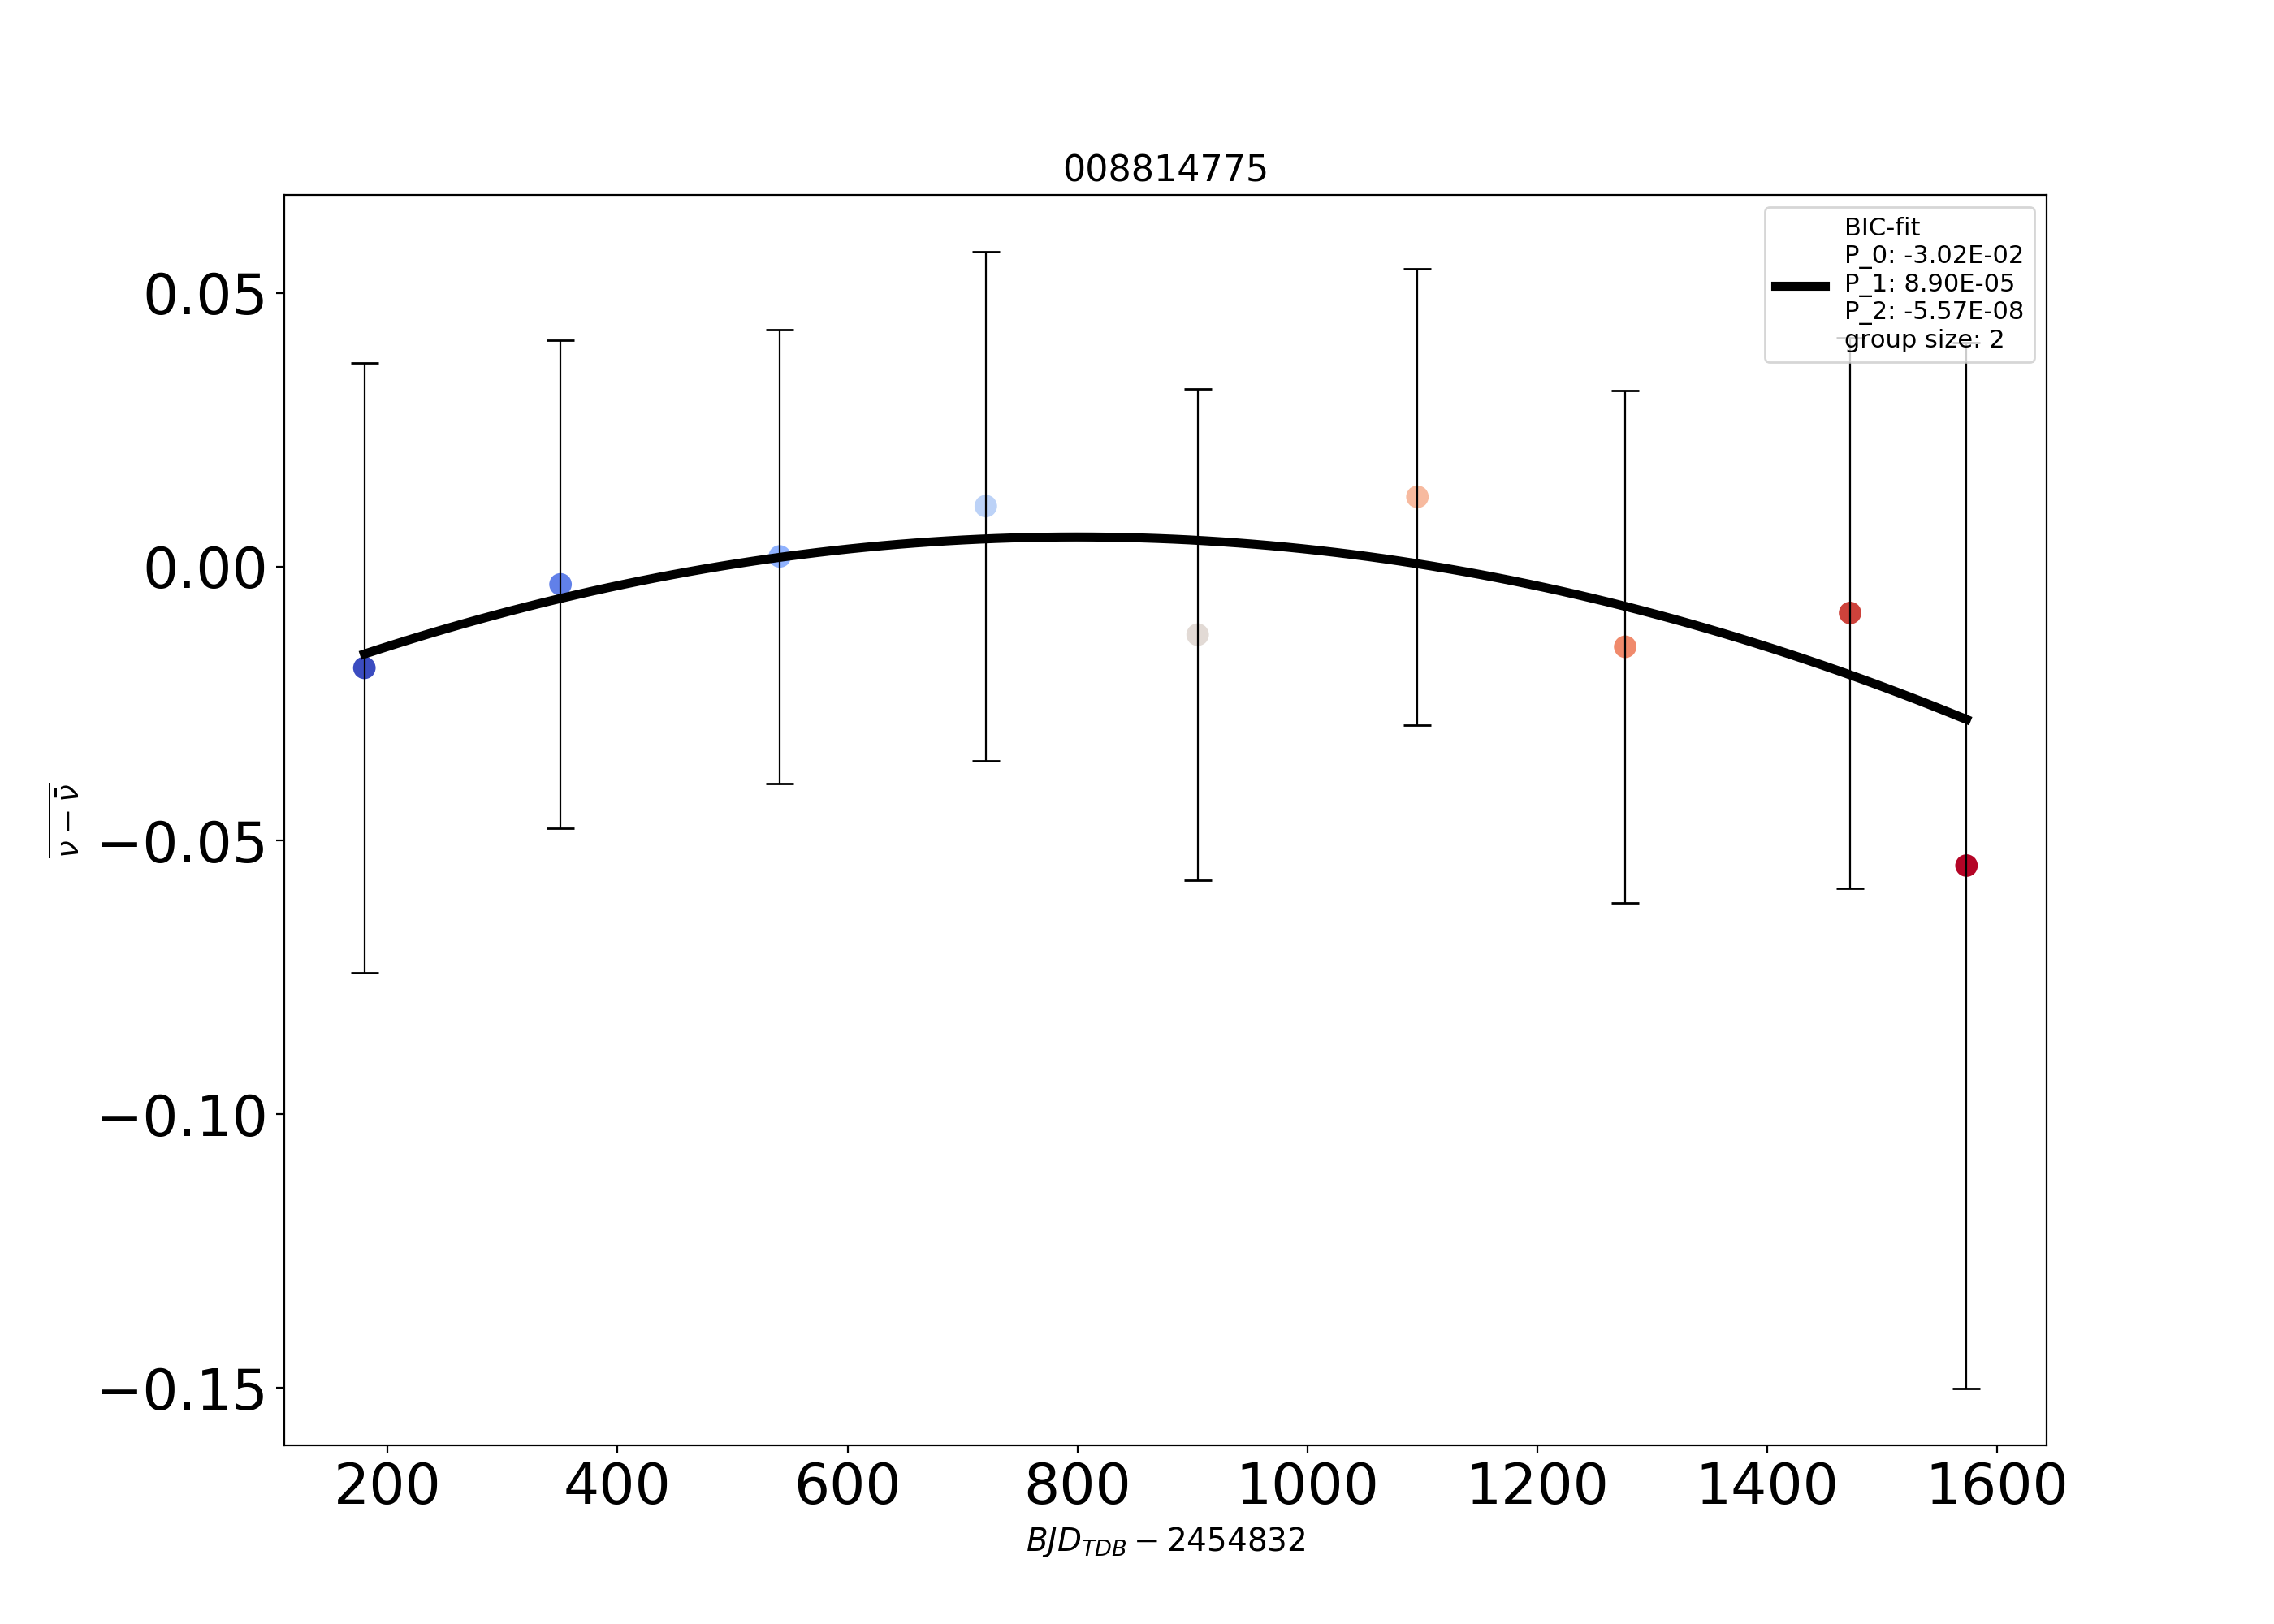 008814775
BIC-fit
P_0: -3.02E-02
P_1: 8.90E-05
P_2: -5.57E-08
group size: 2
0.05
0.00
−0.05
−0.10
−0.15
ν − ν̄
200 400 600 800 1000 1200 1400 1600
BJD_TDB − 2454832